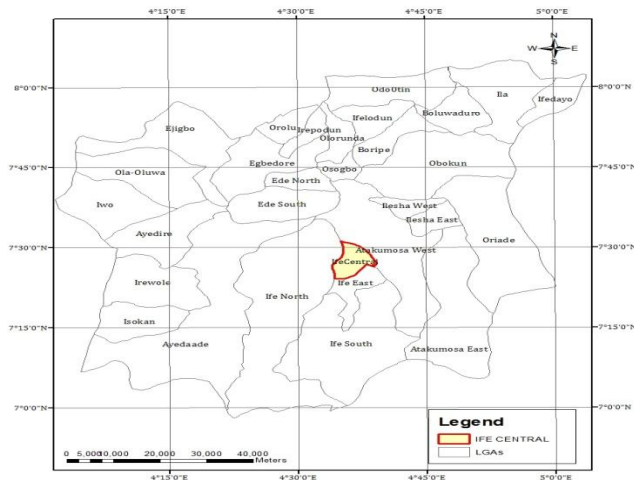 4°15'0"E 4°30'0"E 4°45'0"E 5°0'0"E
N
W E
S
8°0'0"N 8°0'0"N
OdoOtin
Ila
Ifedayo
Ifelodun
Boluwaduro
Ejigbo
Orolu
Irepodun
Olorunda
Boripe
7°45'0"N 7°45'0"N
Egbedore
Osogbo
Obokun
Ola-Oluwa
Ede North
Iwo
Ede South
Ilesha West
Ilesha East
Ayedire
Oriade
7°30'0"N 7°30'0"N
Atakumosa West
IfeCentral
Irewole
Ife North
Ife East
Isokan
7°15'0"N 7°15'0"N
Ayedaade
Ife South
Atakumosa East
7°0'0"N 7°0'0"N
Legend
IFE CENTRAL
LGAs
0 5,000 10,000 20,000 30,000 40,000
Meters
4°15'0"E 4°30'0"E 4°45'0"E 5°0'0"E